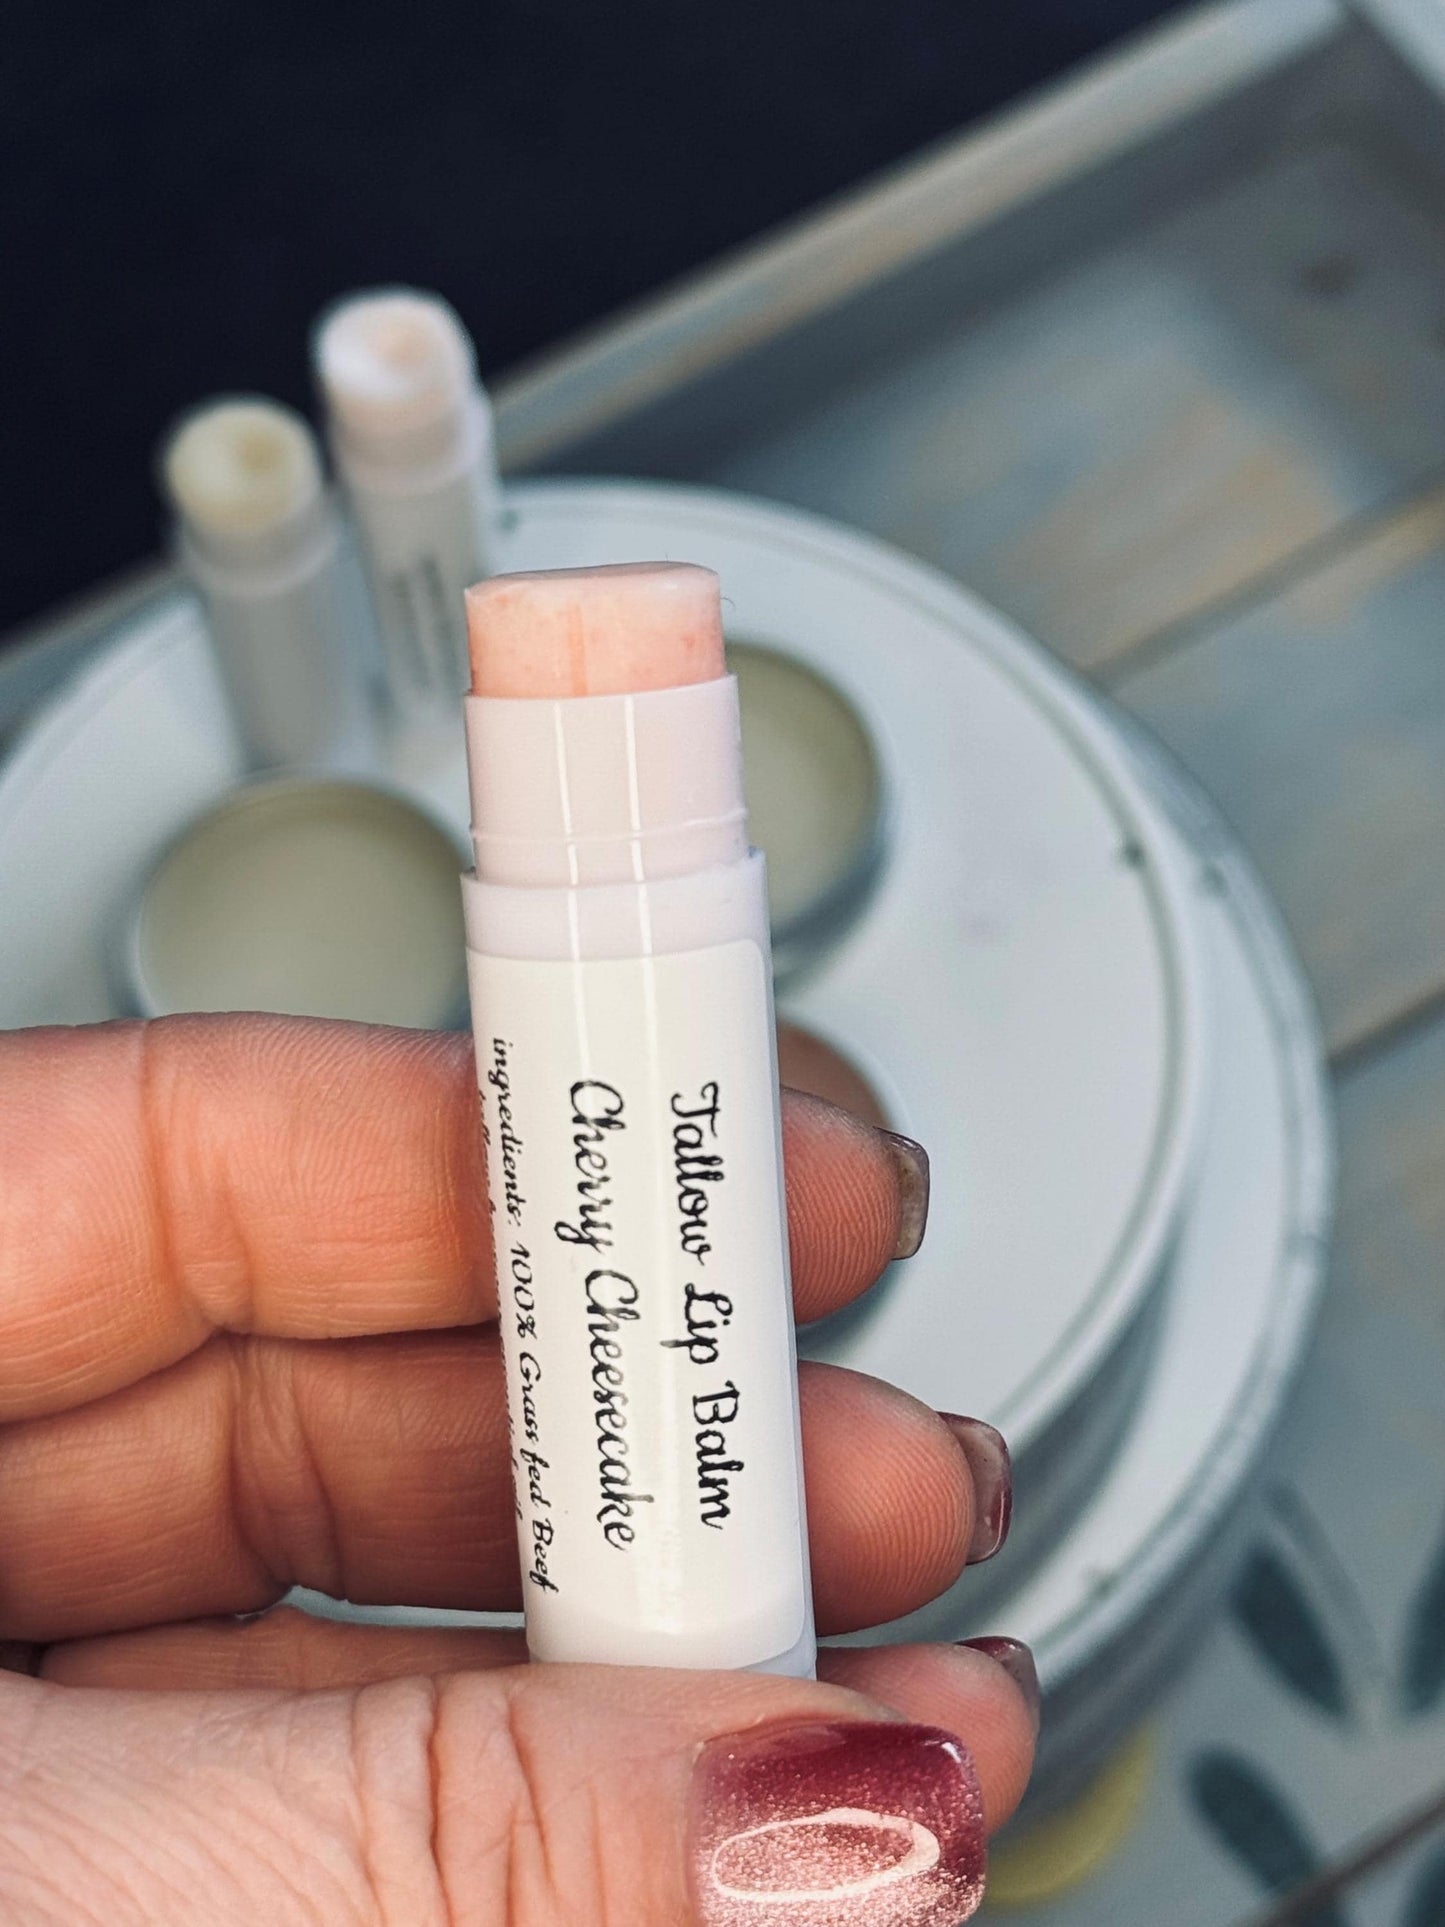 Tallow Lip Balm
Cherry Cheesecake
ingredients: 100% Grass fed Beef